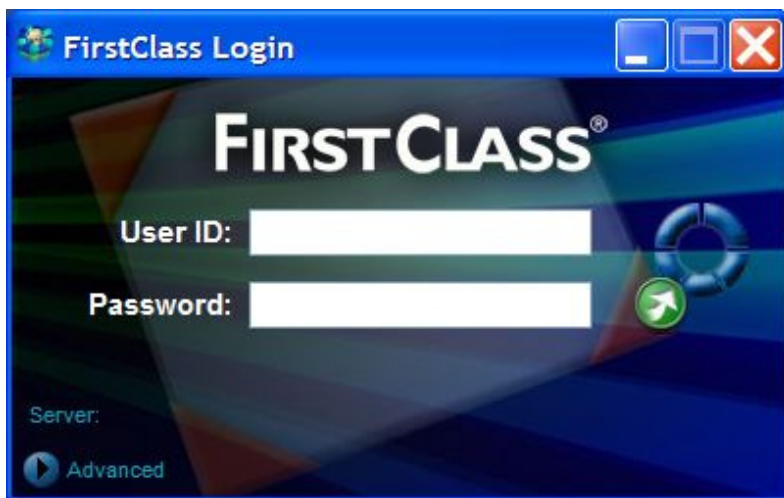 FirstClass Login
FIRSTCLASS®
User ID:
Password:
Server:
Advanced